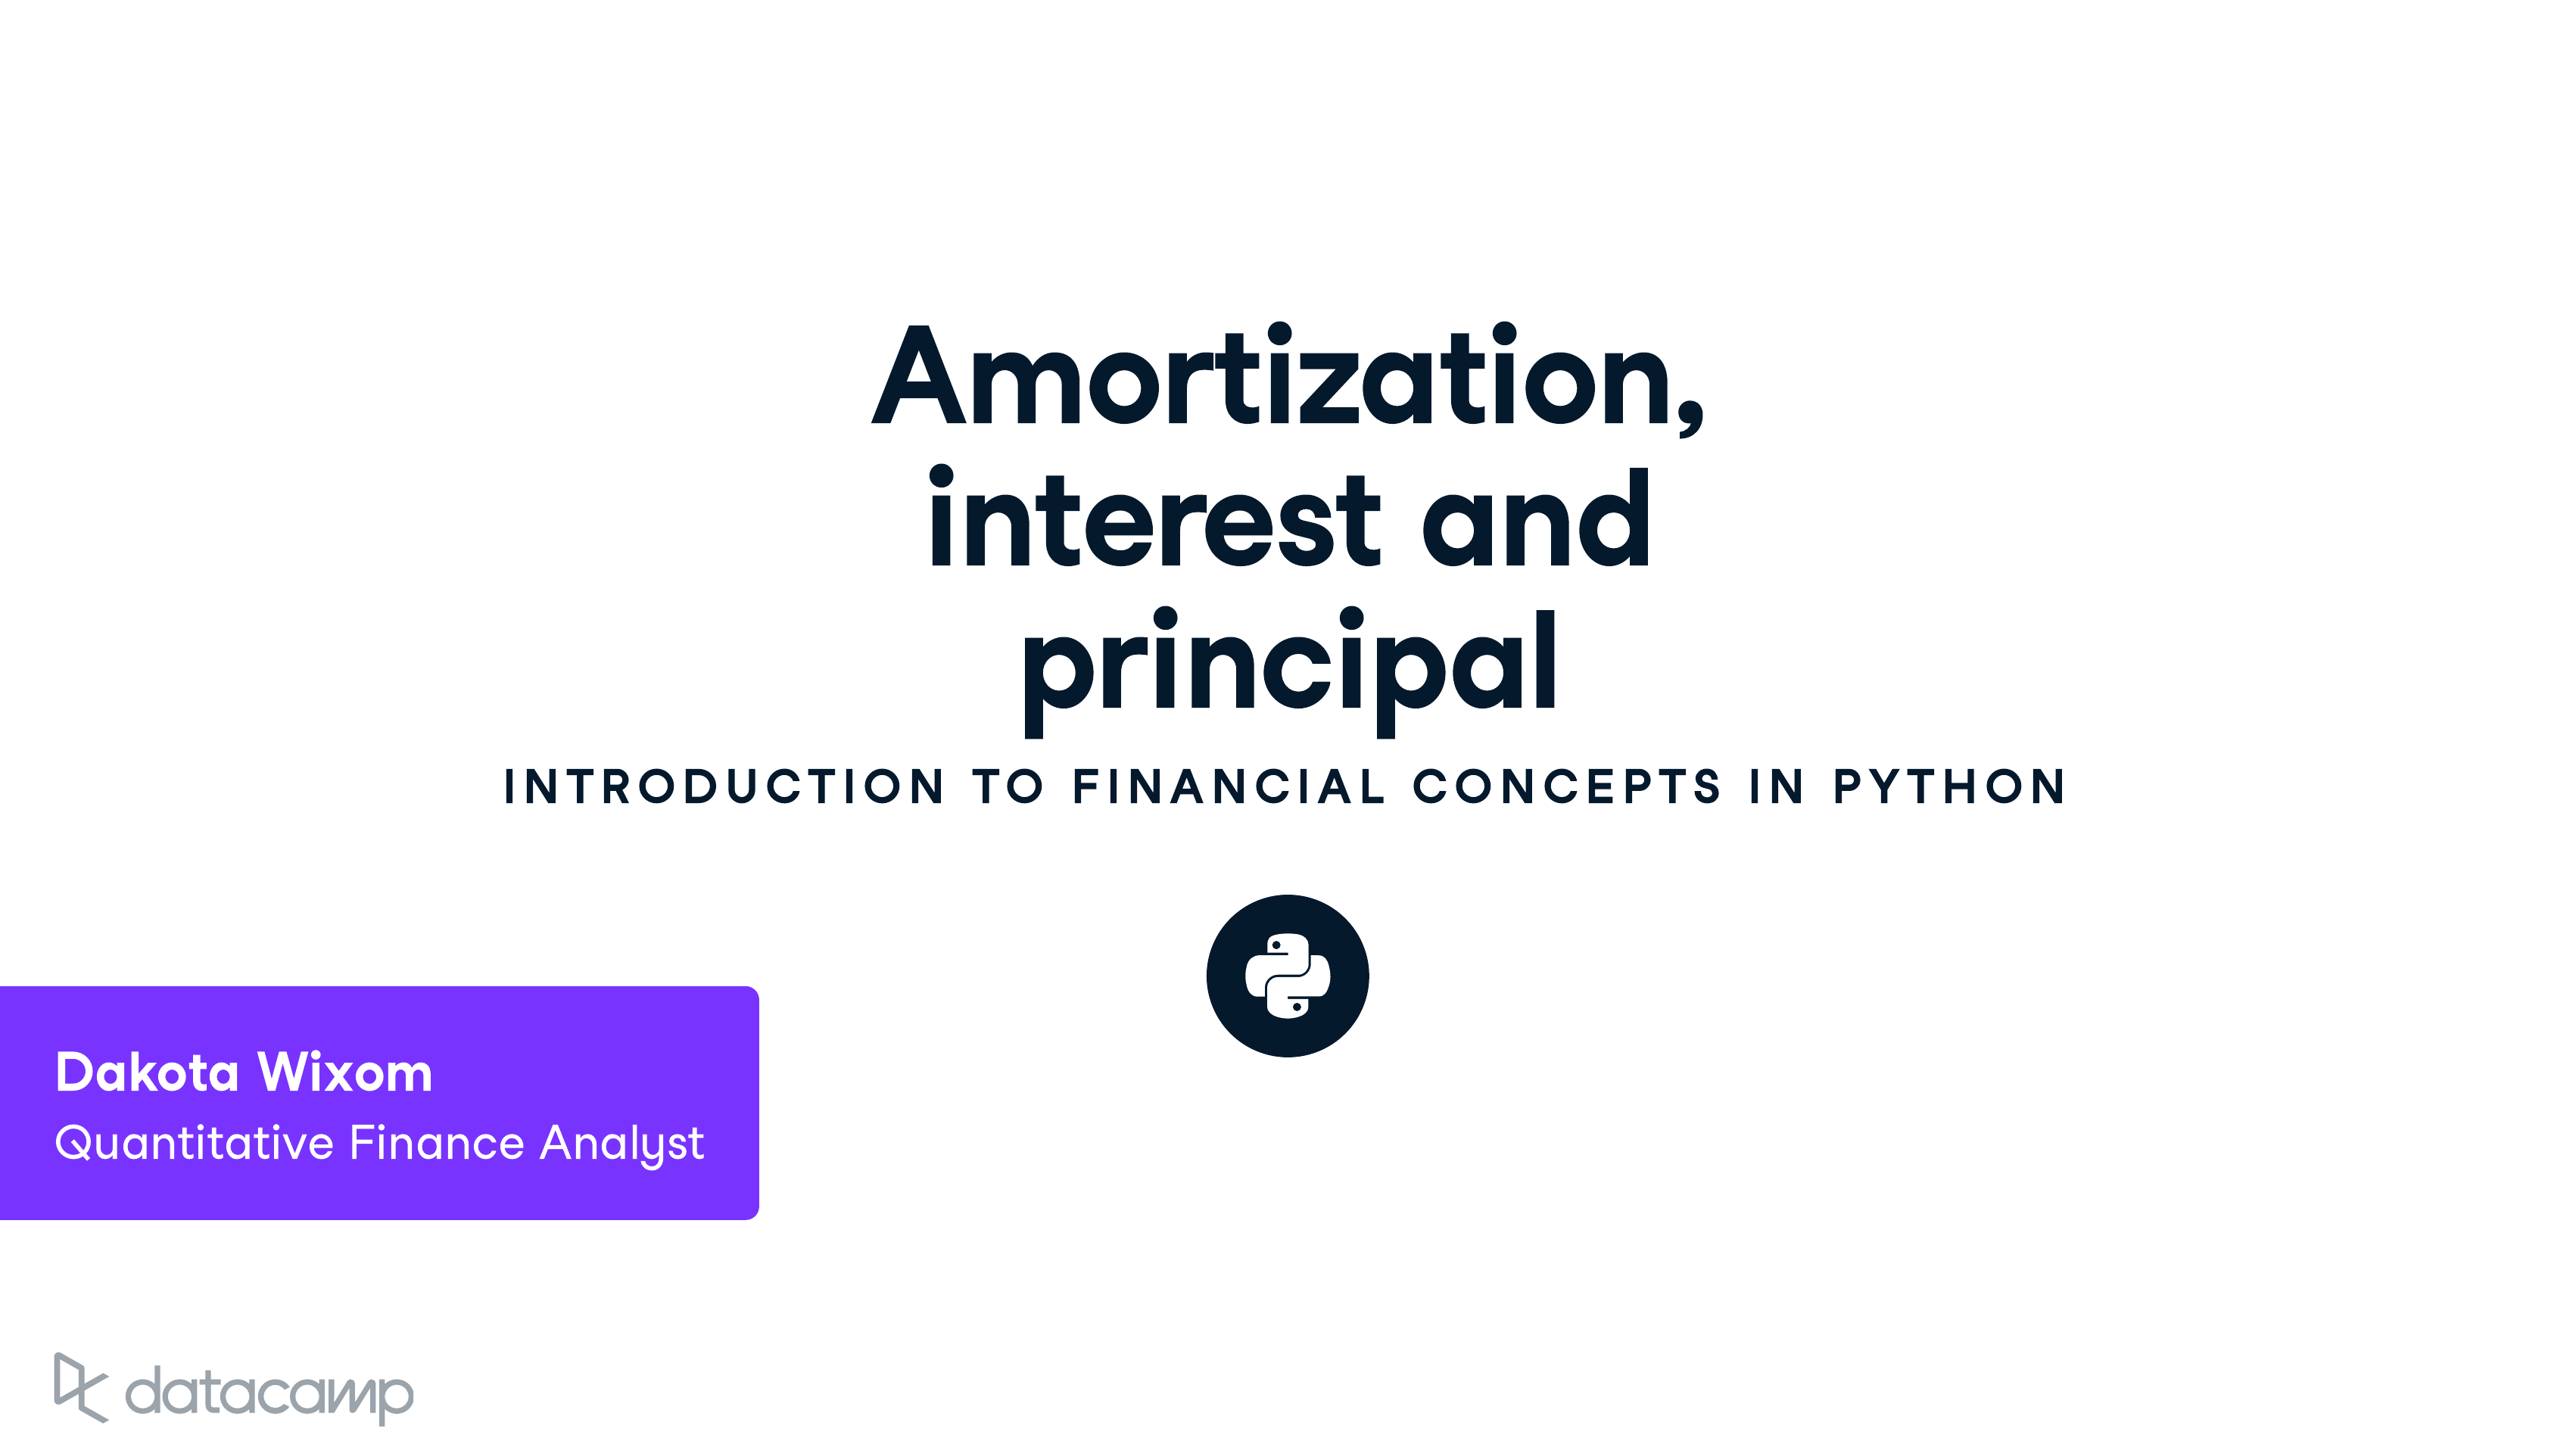 Amortization,
interest and
principal
INTRODUCTION TO FINANCIAL CONCEPTS IN PYTHON
Dakota Wixom
Quantitative Finance Analyst
datacamp